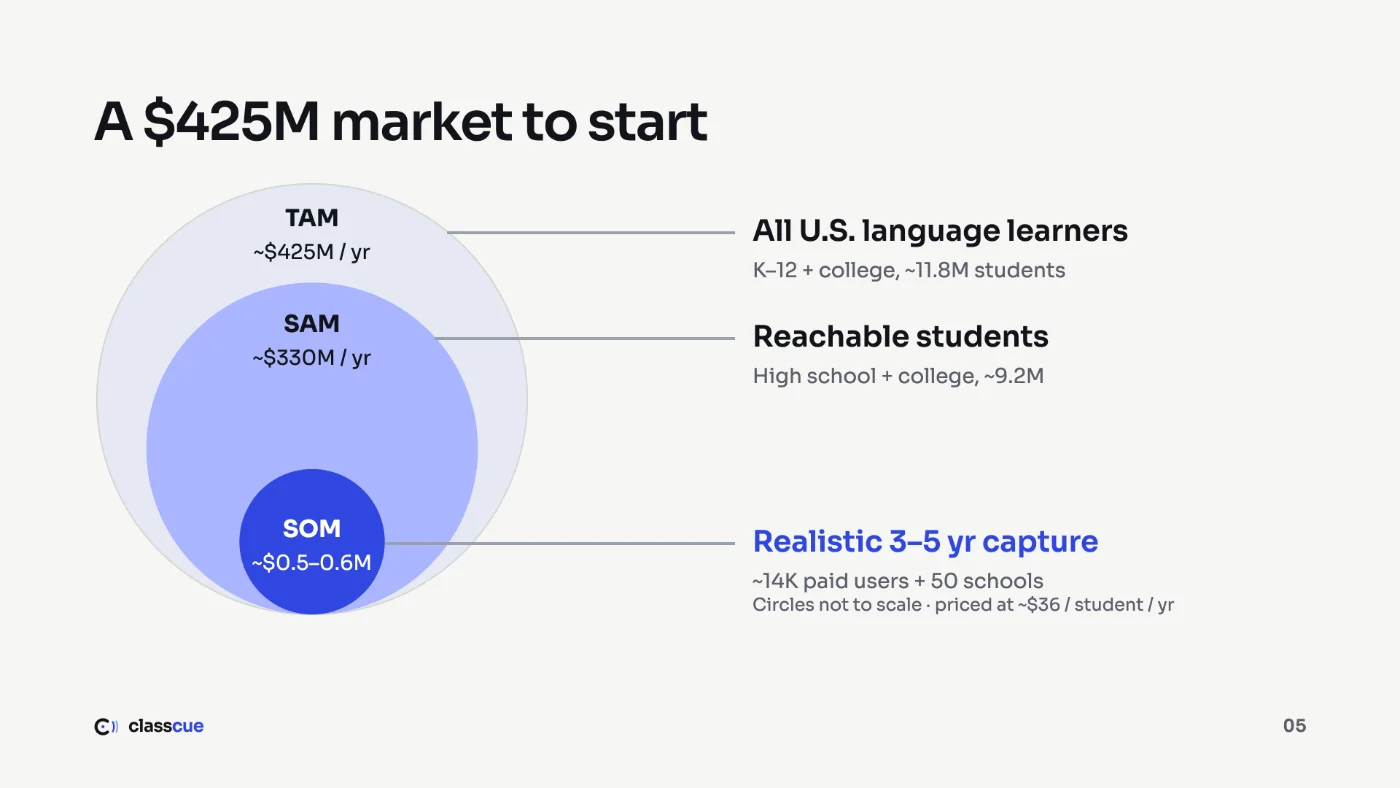 A $425M market to start
TAM
~$425M / yr
All U.S. language learners
K–12 + college, ~11.8M students
SAM
~$330M / yr
Reachable students
High school + college, ~9.2M
SOM
~$0.5–0.6M
Realistic 3–5 yr capture
~14K paid users + 50 schools
Circles not to scale · priced at ~$36 / student / yr
classcue
05